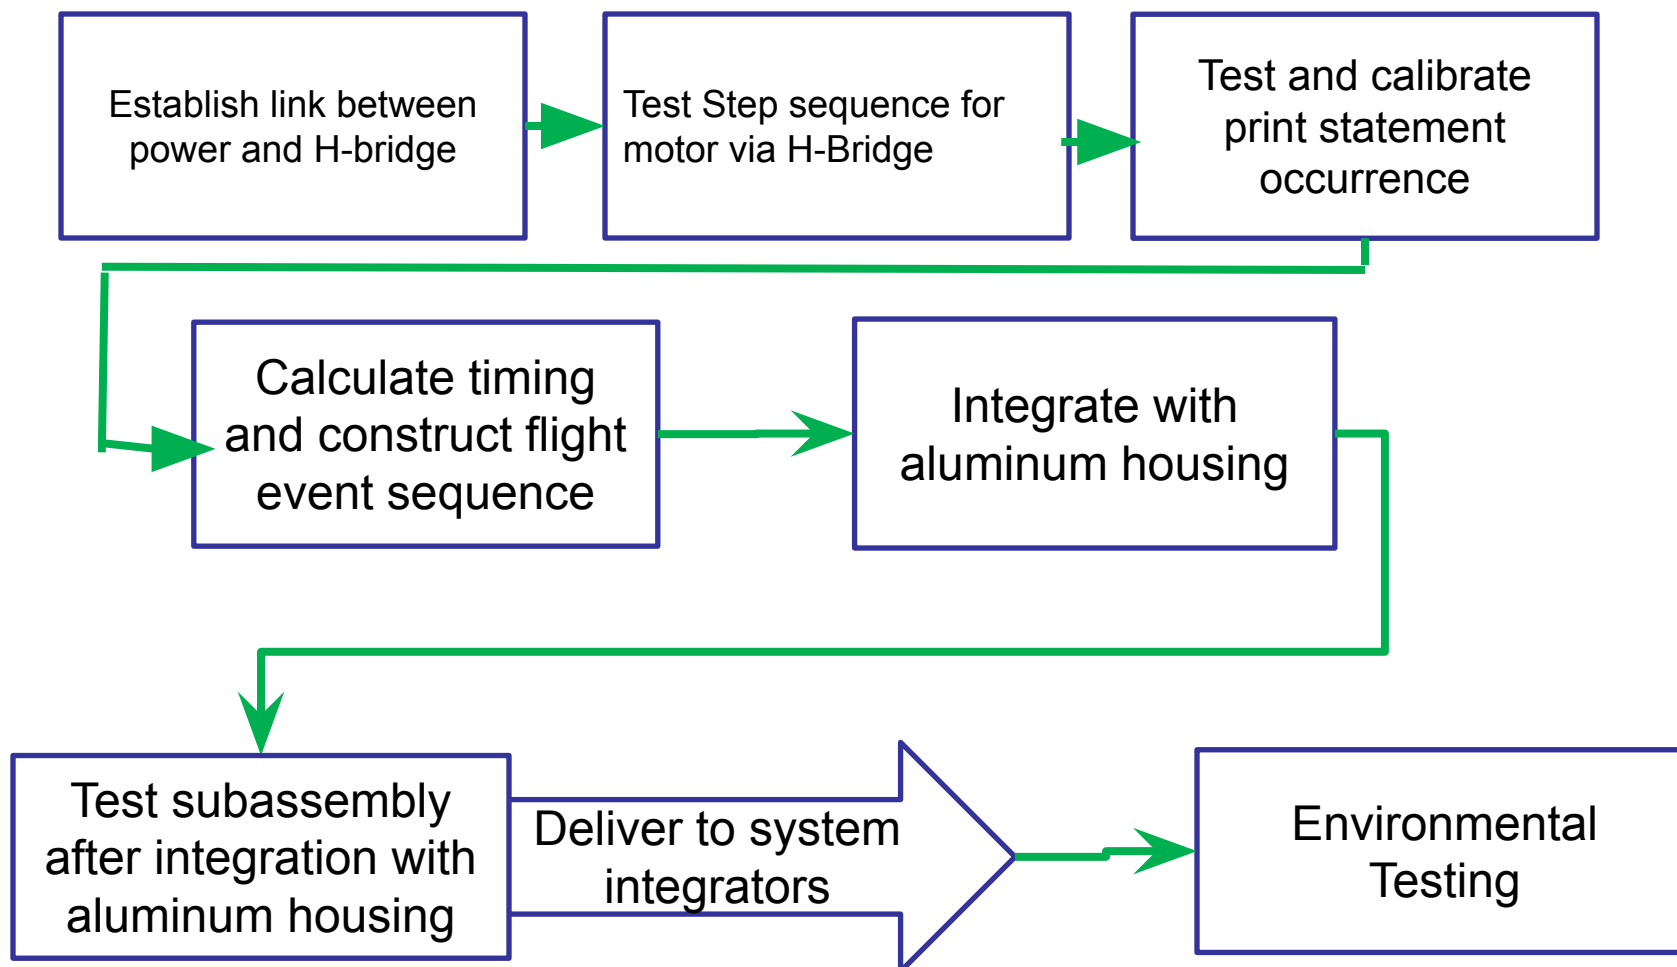 Establish link between
power and H-bridge
Test Step sequence for
motor via H-Bridge
Test and calibrate
print statement
occurrence
Calculate timing
and construct flight
event sequence
Integrate with
aluminum housing
Test subassembly
after integration with
aluminum housing
Deliver to system
integrators
Environmental
Testing